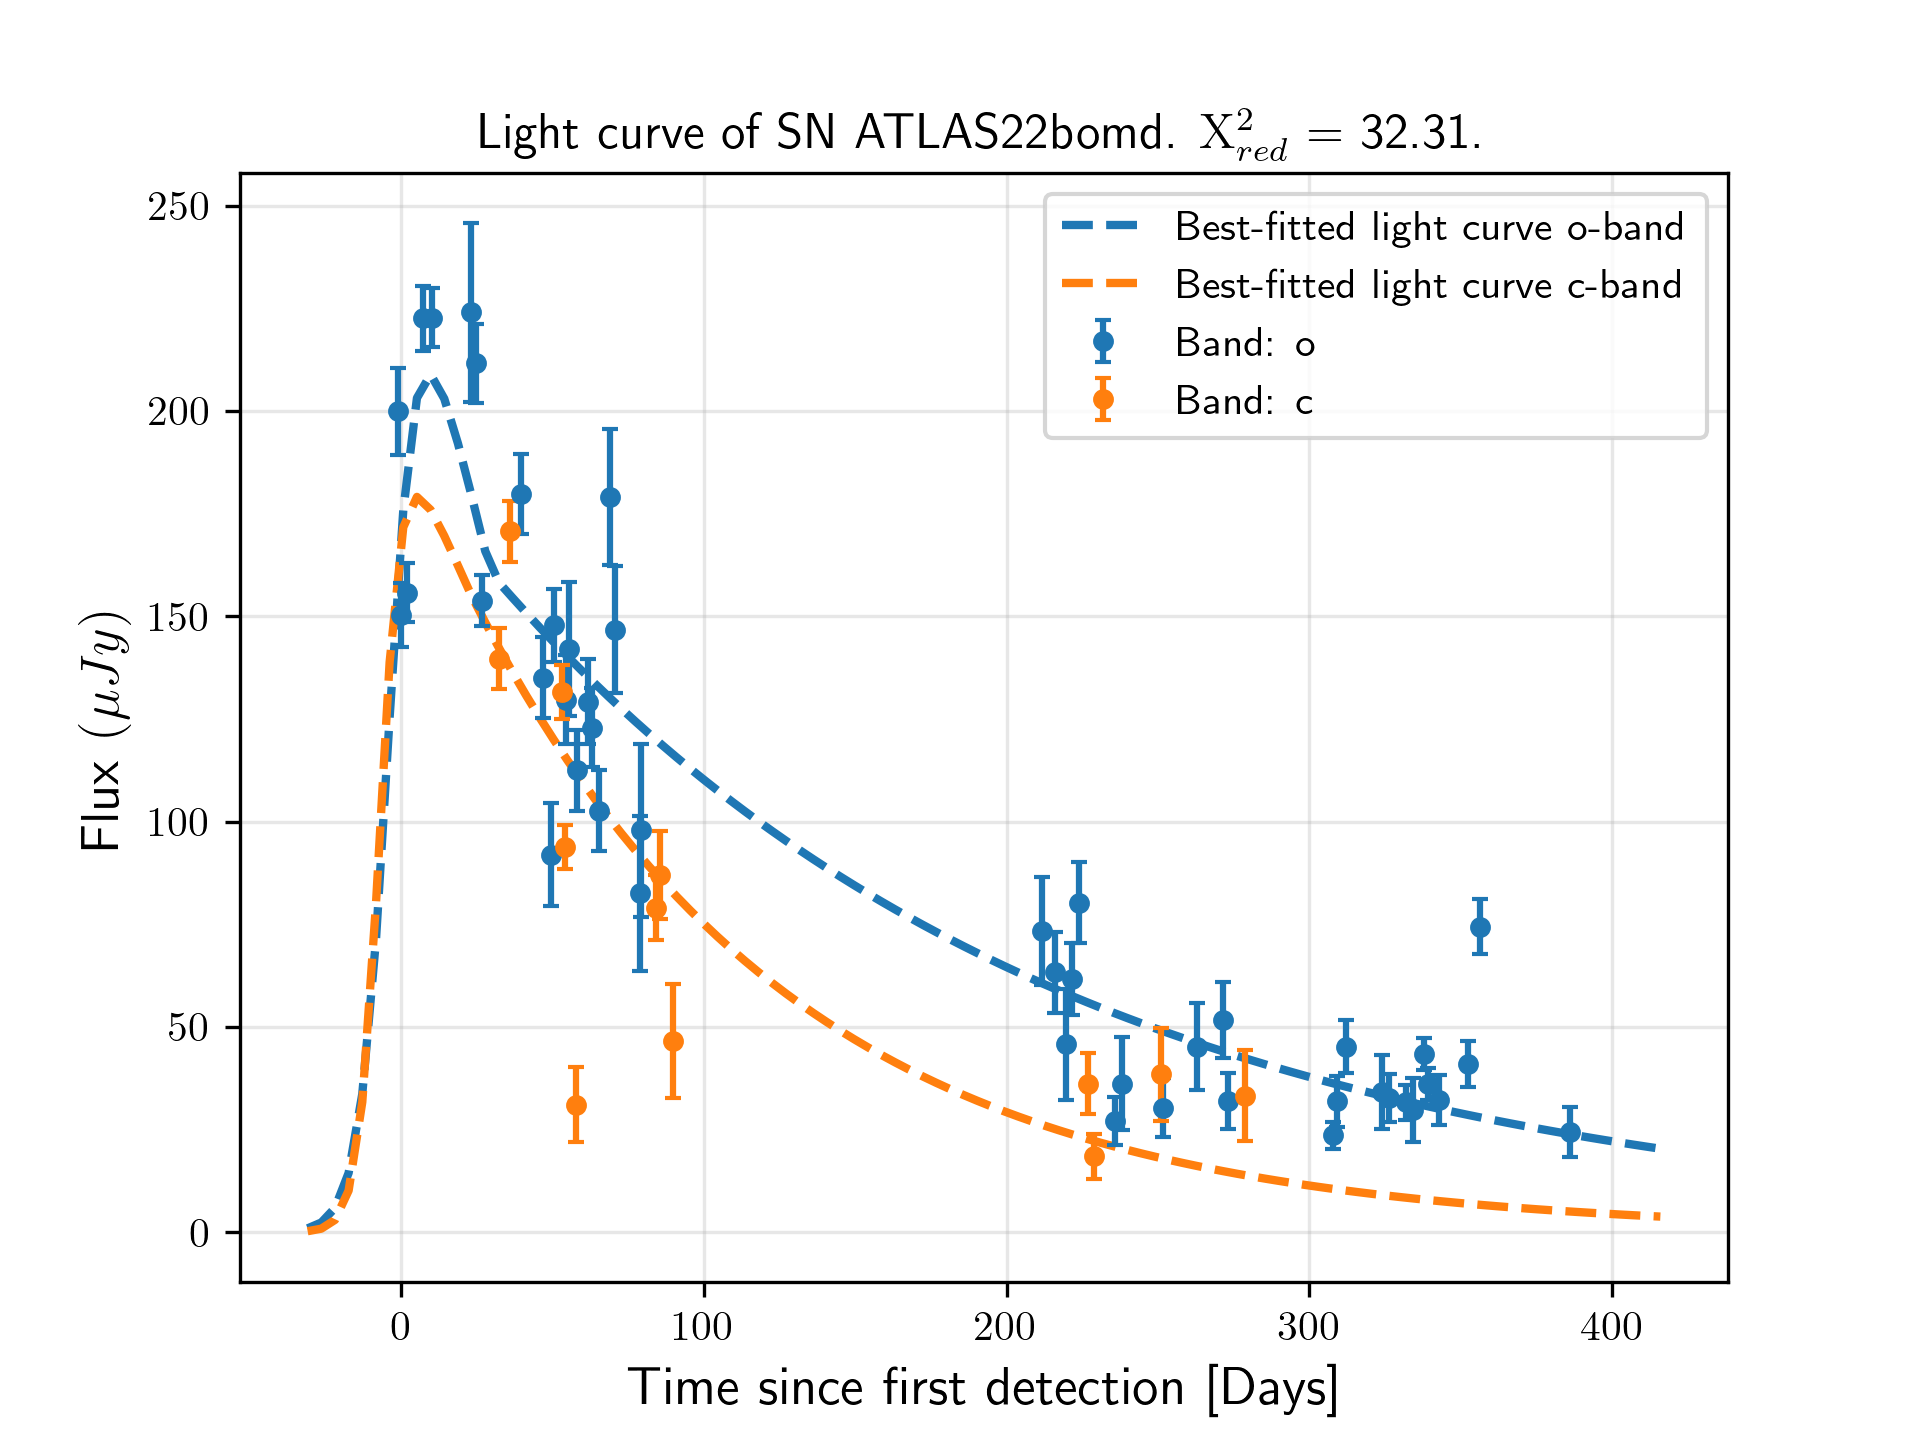 Light curve of SN ATLAS22bomd. X²_red = 32.31.
Best-fitted light curve o-band
Best-fitted light curve c-band
Band: o
Band: c
Flux (μJy)
250
200
150
100
50
0
0 100 200 300 400
Time since first detection [Days]